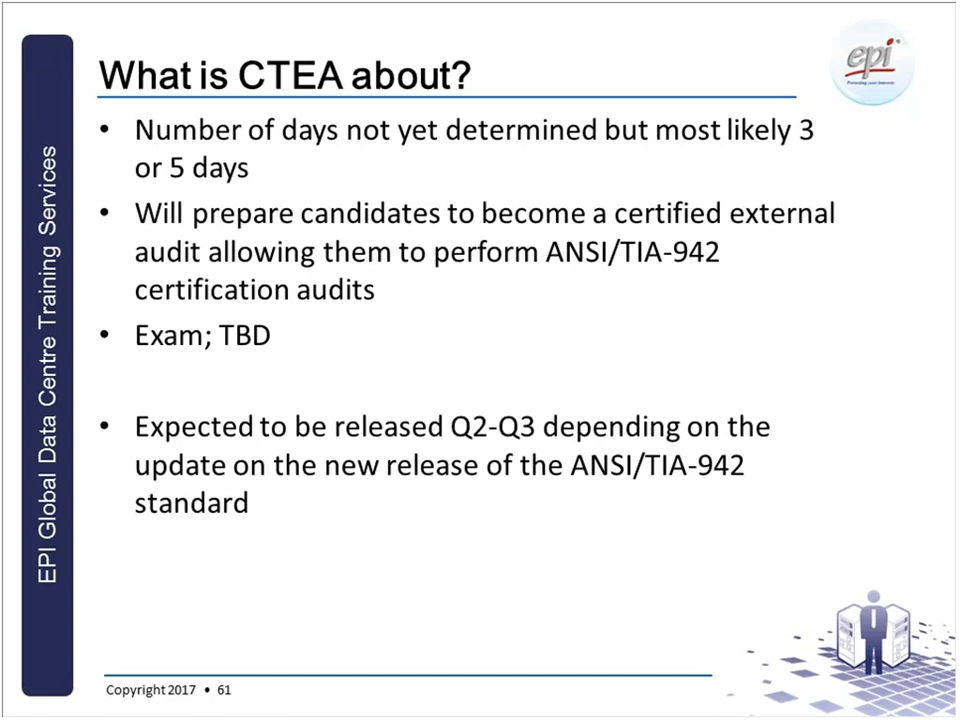 What is CTEA about?
epi
• Number of days not yet determined but most likely 3
or 5 days
• Will prepare candidates to become a certified external
audit allowing them to perform ANSI/TIA-942
certification audits
• Exam; TBD
• Expected to be released Q2-Q3 depending on the
update on the new release of the ANSI/TIA-942
standard
EPI Global Data Centre Training Services
Copyright 2017 • 61